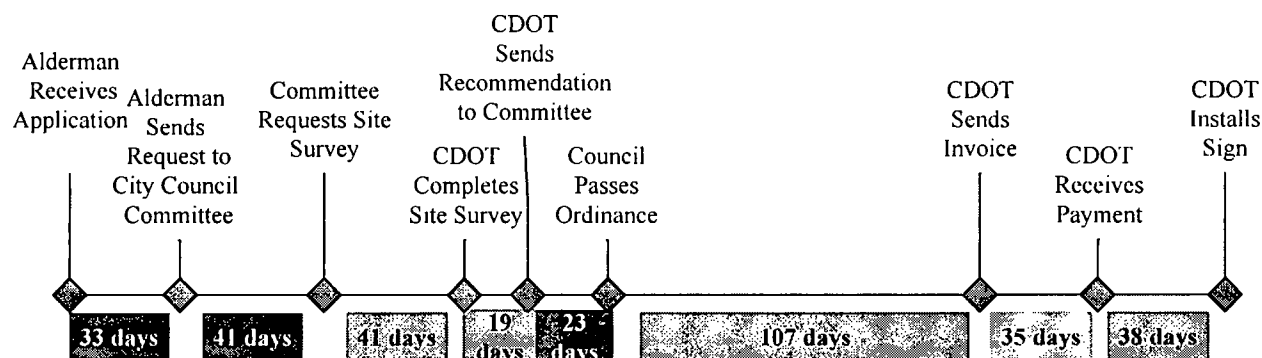 Alderman
Receives
Application
Alderman
Sends
Request to
City Council
Committee
Committee
Requests Site
Survey
CDOT
Completes
Site Survey
CDOT
Sends
Recommendation
to Committee
Council
Passes
Ordinance
CDOT
Sends
Invoice
CDOT
Receives
Payment
CDOT
Installs
Sign
33 days
41 days
41 days
19
days
23
days
107 days
35 days
38 days